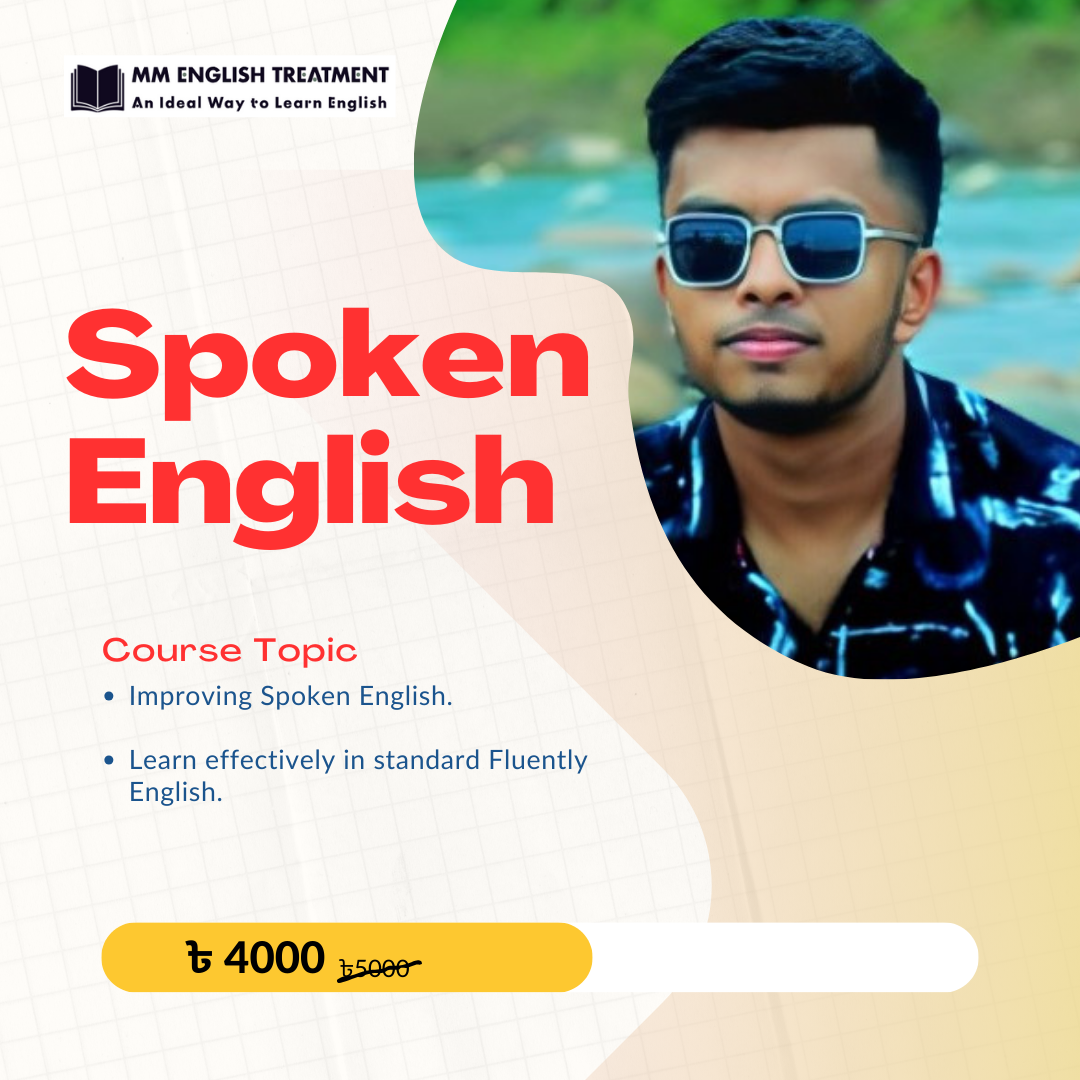 MM ENGLISH TREATMENT
An Ideal Way to Learn English
Spoken
English
Course Topic
• Improving Spoken English.
• Learn effectively in standard Fluently
English.
৳ 4000 ৳5000